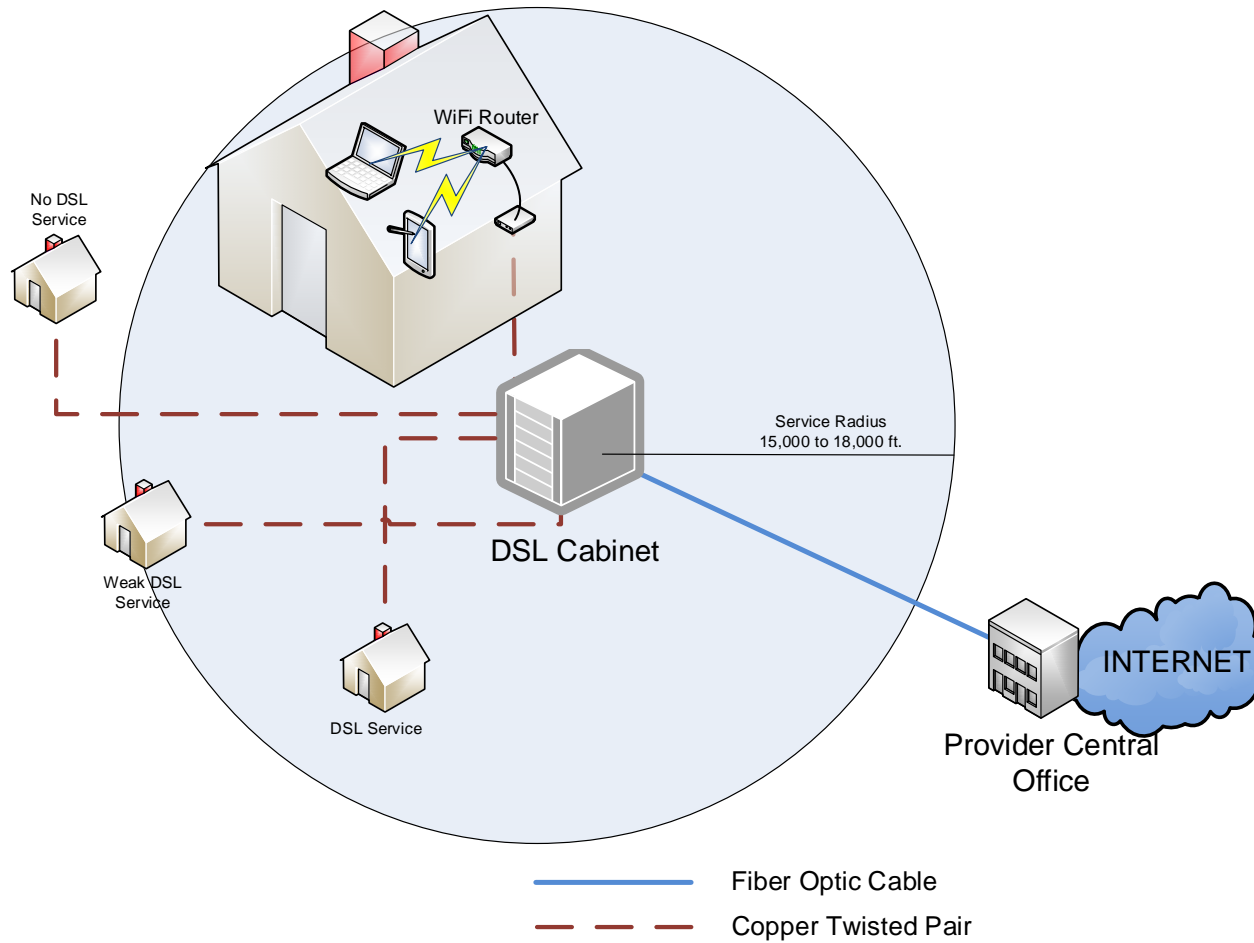 WiFi Router
No DSL
Service
Service Radius
15,000 to 18,000 ft.
DSL Cabinet
Weak DSL
Service
DSL Service
INTERNET
Provider Central
Office
Fiber Optic Cable
Copper Twisted Pair